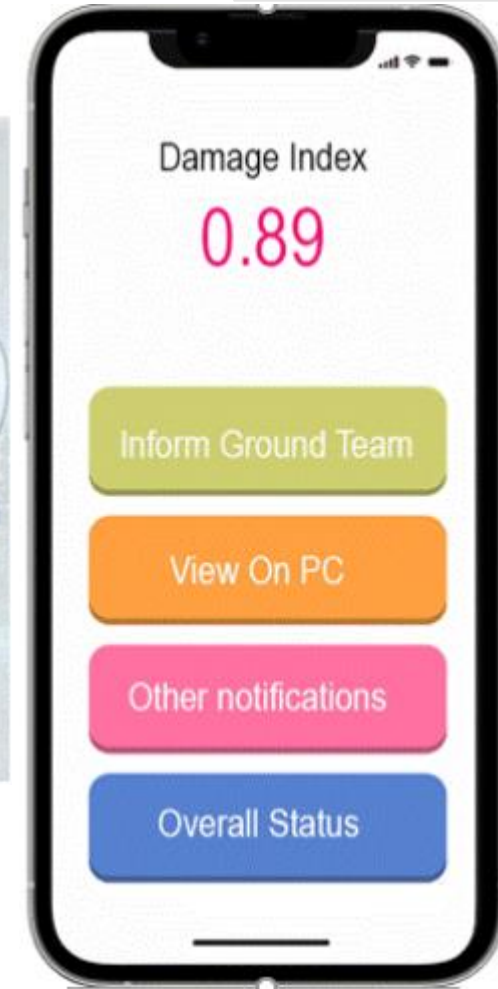 Damage Index
0.89
Inform Ground Team
View On PC
Other notifications
Overall Status